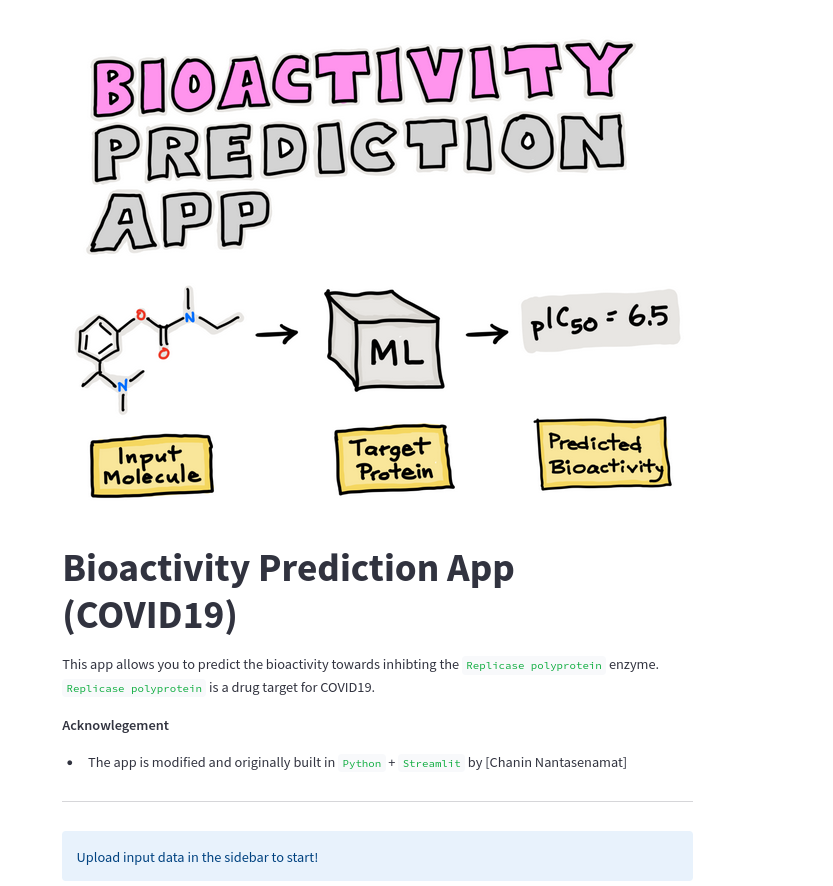 BIOACTIVITY
PREDICTION
APP
O N
O
N
ML
pIC50 = 6.5
Input
Molecule
Target
Protein
Predicted
Bioactivity
Bioactivity Prediction App
(COVID19)
This app allows you to predict the bioactivity towards inhibting the Replicase polyprotein enzyme.
Replicase polyprotein is a drug target for COVID19.
Acknowlegement
• The app is modified and originally built in Python + Streamlit by [Chanin Nantasenamat]
Upload input data in the sidebar to start!